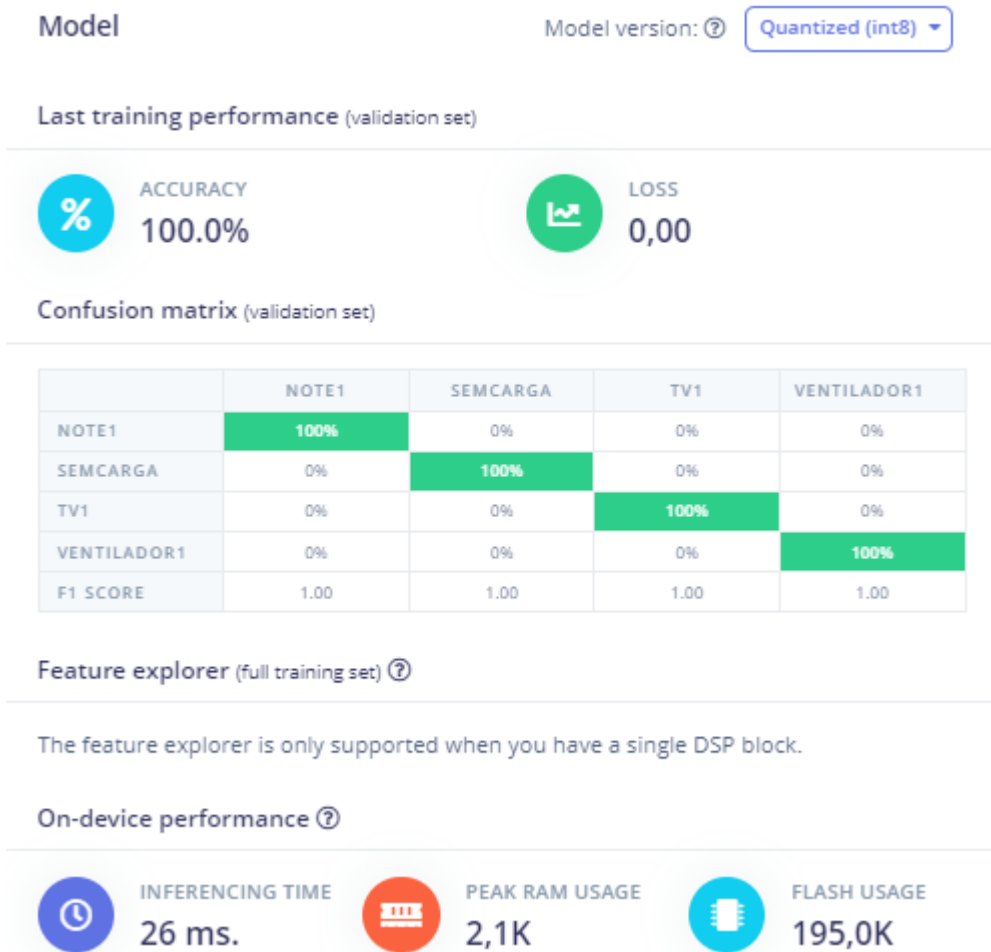 Model
Model version: Quantized (int8)
Last training performance (validation set)
ACCURACY
100.0%
LOSS
0,00
Confusion matrix (validation set)
NOTE1 SEMCARGA TV1 VENTILADOR1
NOTE1 100% 0% 0% 0%
SEMCARGA 0% 100% 0% 0%
TV1 0% 0% 100% 0%
VENTILADOR1 0% 0% 0% 100%
F1 SCORE 1.00 1.00 1.00 1.00
Feature explorer (full training set)
The feature explorer is only supported when you have a single DSP block.
On-device performance
INFERENCING TIME
26 ms.
PEAK RAM USAGE
2,1K
FLASH USAGE
195,0K